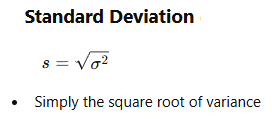 Standard Deviation
s = √σ²
• Simply the square root of variance